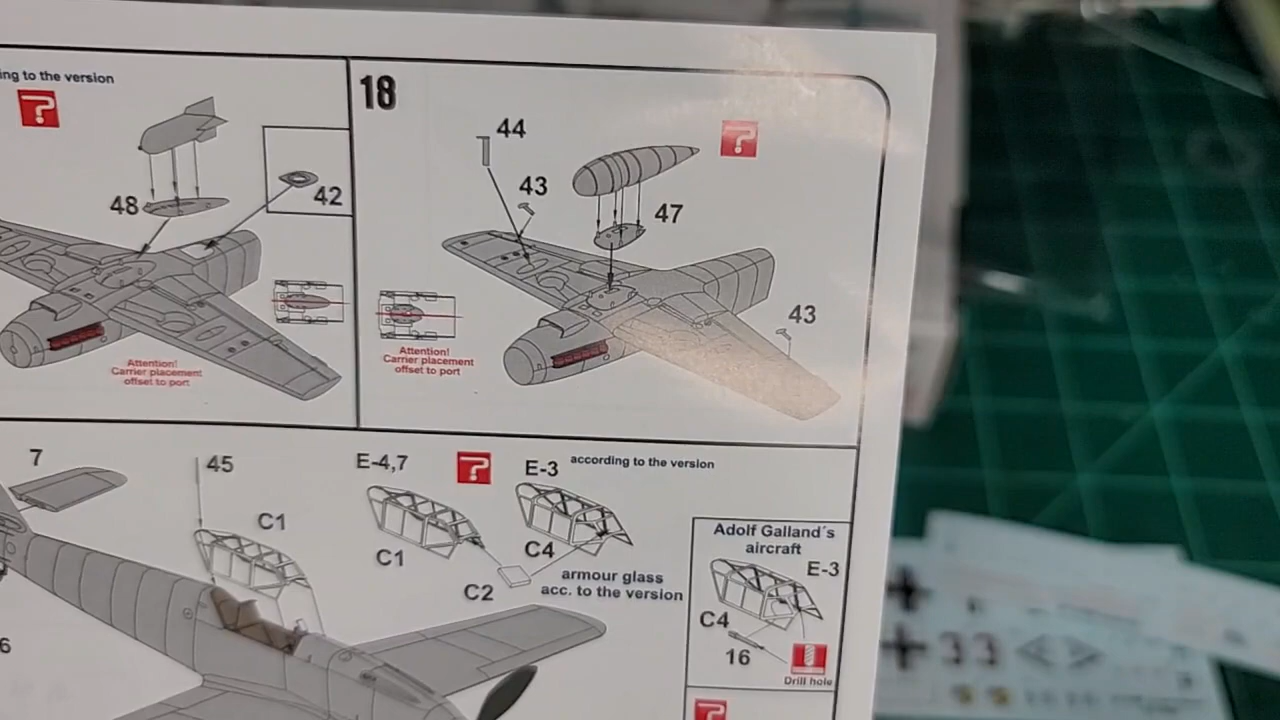 ing to the version
?
48
42
Attention!
Carrier placement
offset to port
18
44
43
?
47
43
Attention!
Carrier placement
offset to port
7
45
C1
E-4,7
?
E-3
according to the version
C1
C4
C2
armour glass
acc. to the version
Adolf Galland´s
aircraft
E-3
C4
16
Drill hole
6
?
33